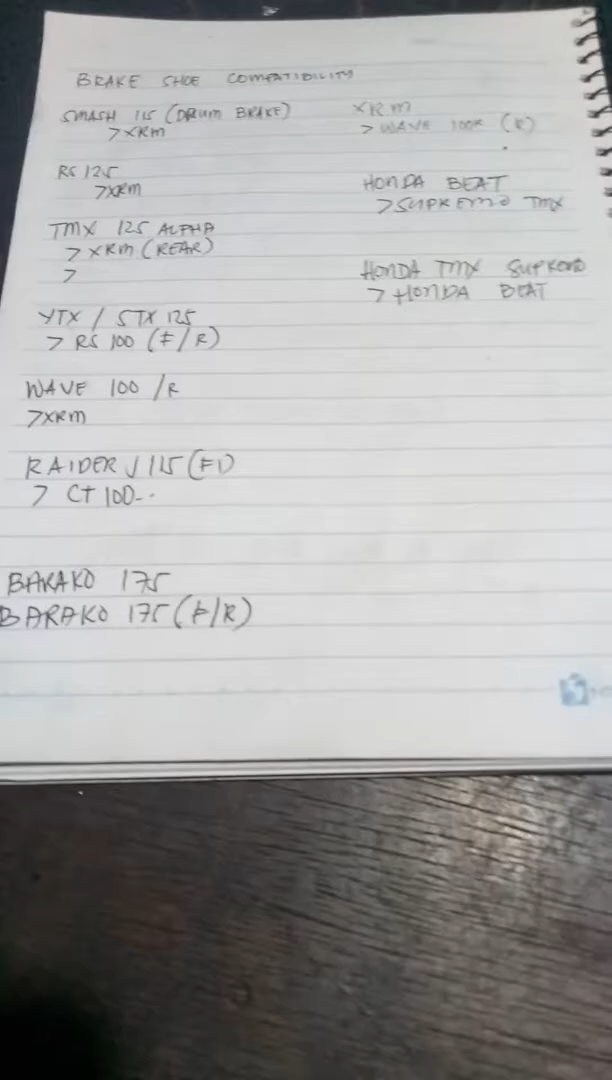 BRAKE SHOE COMPATIBILITY
SMASH 115 (DRUM BRAKE)
> XRM
RS 125
> XRM
TMX 125 ALPHA
> XRM (REAR)
>
YTX / STX 125
> RS 100 (F/R)
WAVE 100 /R
> XRM
RAIDER J 115 (FI)
> CT 100
BARAKO 175
BARAKO 175 (F/R)
XRM
> WAVE 100R (R)
HONDA BEAT
> SUPREMO TMX
HONDA TMX SUPREMO
> HONDA BEAT